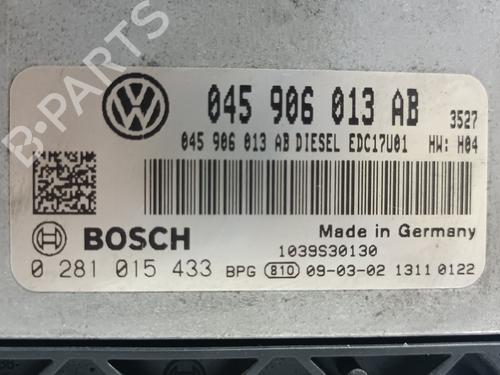 B-PARTS
045 906 013 AB 3527
045 906 013 AB DIESEL EDC17U01 HW: H04
BOSCH
Made in Germany
1039S30130
0 281 015 433 BPG 810 09-03-02 1311 0122